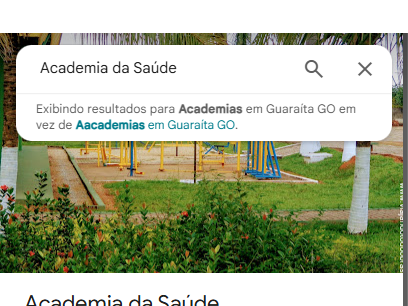 Academia da Saúde
Exibindo resultados para Academias em Guaraíta GO em
vez de Aacademias em Guaraíta GO.
Academia da Saúde